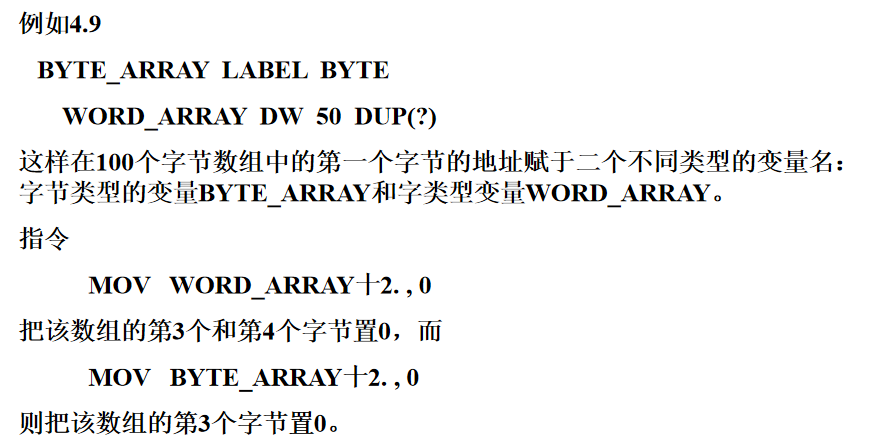 例如4.9
BYTE_ARRAY LABEL BYTE
WORD_ARRAY DW 50 DUP(?)
这样在100个字节数组中的第一个字节的地址赋于二个不同类型的变量名：
字节类型的变量BYTE_ARRAY和字类型变量WORD_ARRAY。
指令
MOV WORD_ARRAY十2. , 0
把该数组的第3个和第4个字节置0，而
MOV BYTE_ARRAY十2. , 0
则把该数组的第3个字节置0。